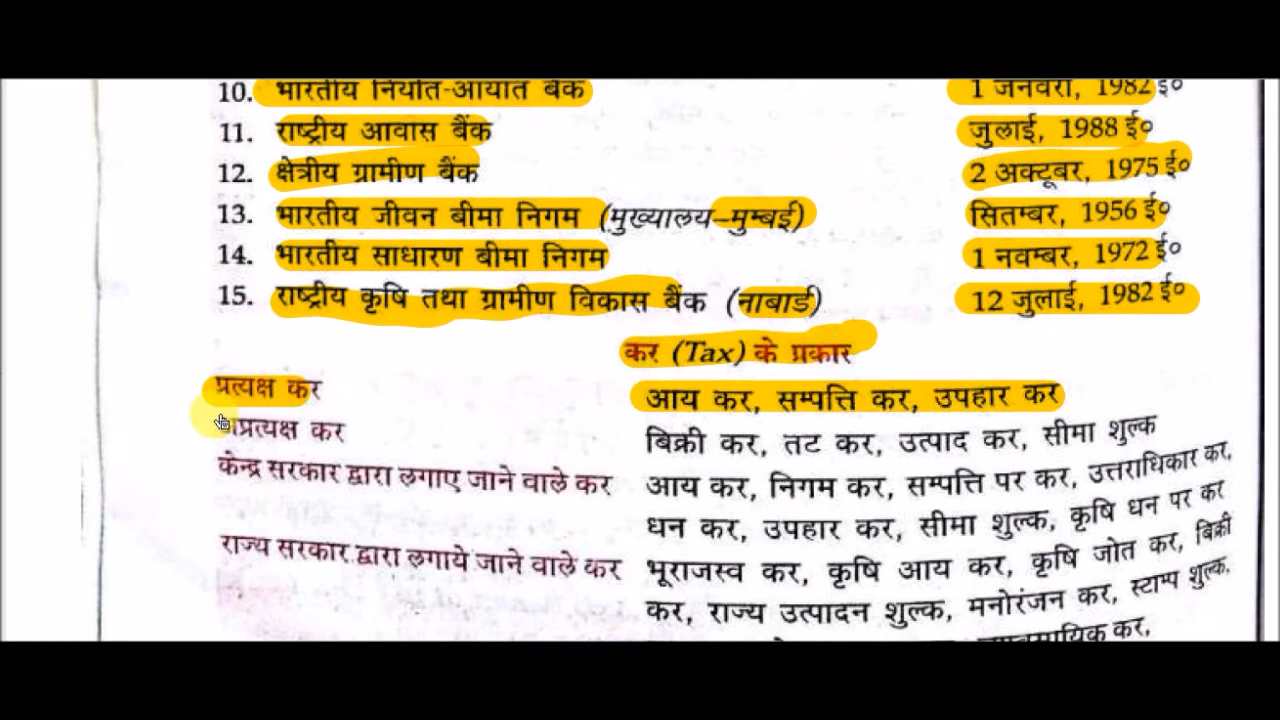 10. भारतीय निर्यात-आयात बैंक 1 जनवरी, 1982 ई०
11. राष्ट्रीय आवास बैंक जुलाई, 1988 ई०
12. क्षेत्रीय ग्रामीण बैंक 2 अक्टूबर, 1975 ई०
13. भारतीय जीवन बीमा निगम (मुख्यालय–मुम्बई) सितम्बर, 1956 ई०
14. भारतीय साधारण बीमा निगम 1 नवम्बर, 1972 ई०
15. राष्ट्रीय कृषि तथा ग्रामीण विकास बैंक (नाबार्ड) 12 जुलाई, 1982 ई०
कर (Tax) के प्रकार
प्रत्यक्ष कर आय कर, सम्पत्ति कर, उपहार कर
अप्रत्यक्ष कर बिक्री कर, तट कर, उत्पाद कर, सीमा शुल्क
केन्द्र सरकार द्वारा लगाए जाने वाले कर आय कर, निगम कर, सम्पत्ति पर कर, उत्तराधिकार कर,
धन कर, उपहार कर, सीमा शुल्क, कृषि धन पर कर
राज्य सरकार द्वारा लगाये जाने वाले कर भूराजस्व कर, कृषि आय कर, कृषि जोत कर, बिक्री
कर, राज्य उत्पादन शुल्क, मनोरंजन कर, स्टाम्प शुल्क,
कर,